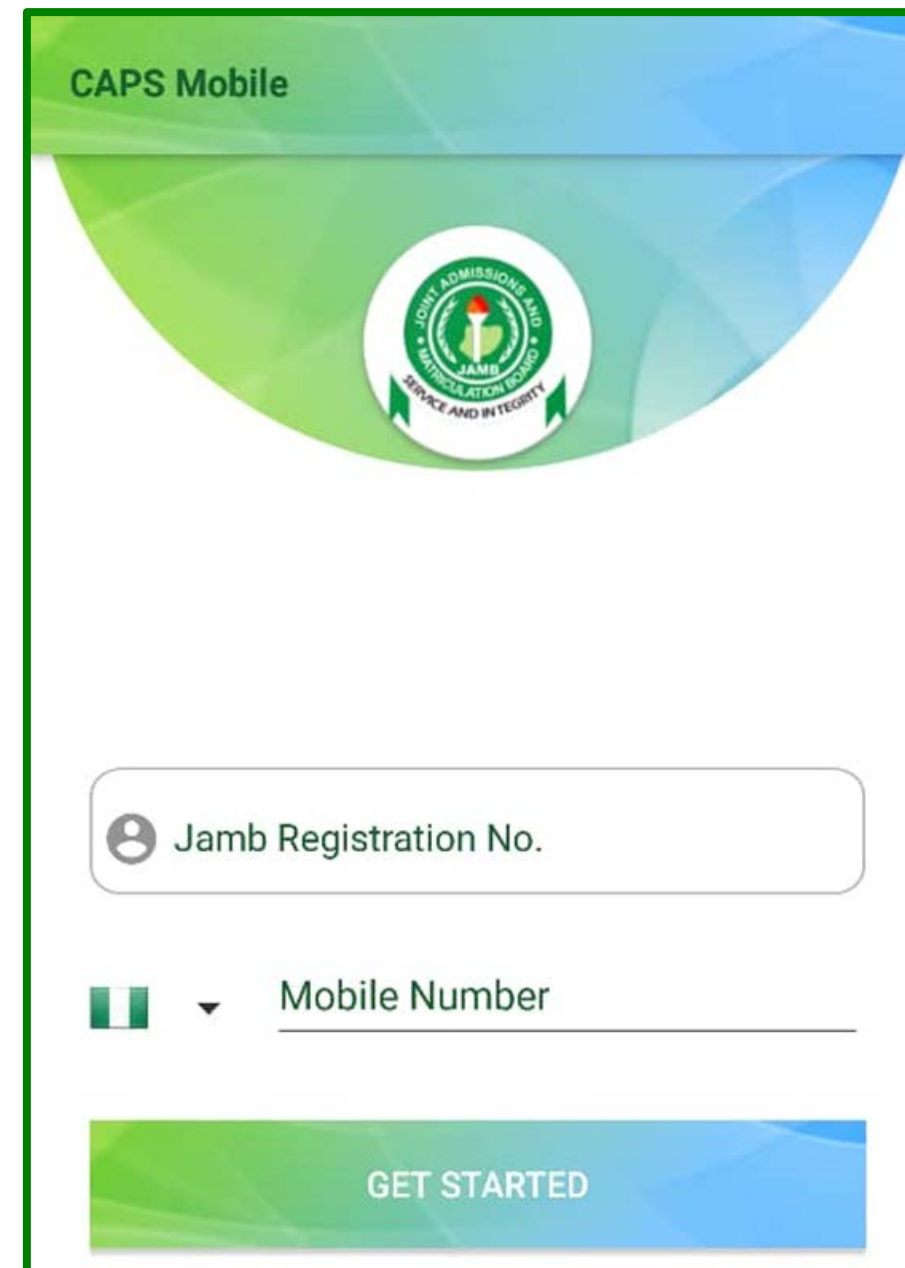 CAPS Mobile
JOINT ADMISSIONS AND
MATRICULATION BOARD
JAMB
SERVICE AND INTEGRITY
Jamb Registration No.
Mobile Number
GET STARTED